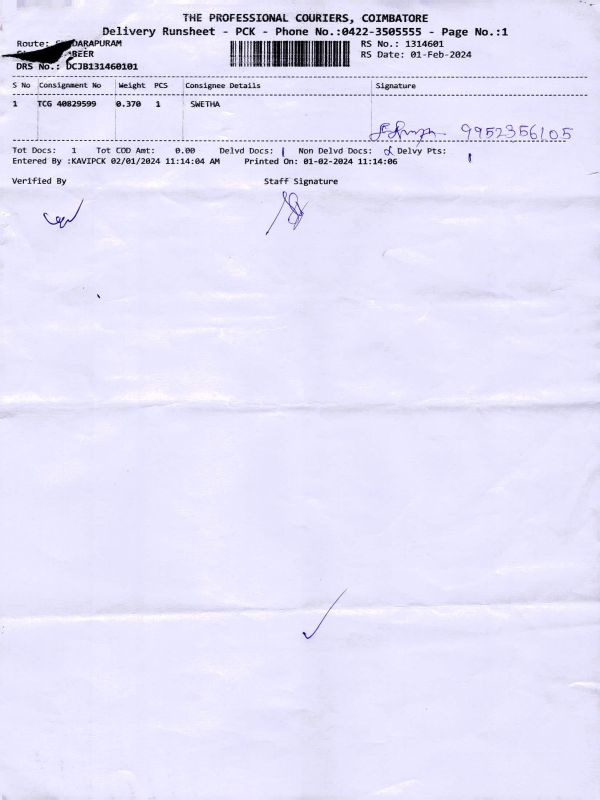 THE PROFESSIONAL COURIERS, COIMBATORE
Delivery Runsheet - PCK - Phone No.:0422-3505555 - Page No.:1
Route: DARAPURAM
RS No.: 1314601
BEER
RS Date: 01-Feb-2024
DRS No.: DCJB131460101
S No Consignment No Weight PCS Consignee Details Signature
1 TCG 40829599 0.370 1 SWETHA
9952356105
Tot Docs: 1 Tot COD Amt: 0.00 Delvd Docs: 1 Non Delvd Docs: Delvy Pts: 1
Entered By :KAVIPCK 02/01/2024 11:14:04 AM Printed On: 01-02-2024 11:14:06
Verified By Staff Signature